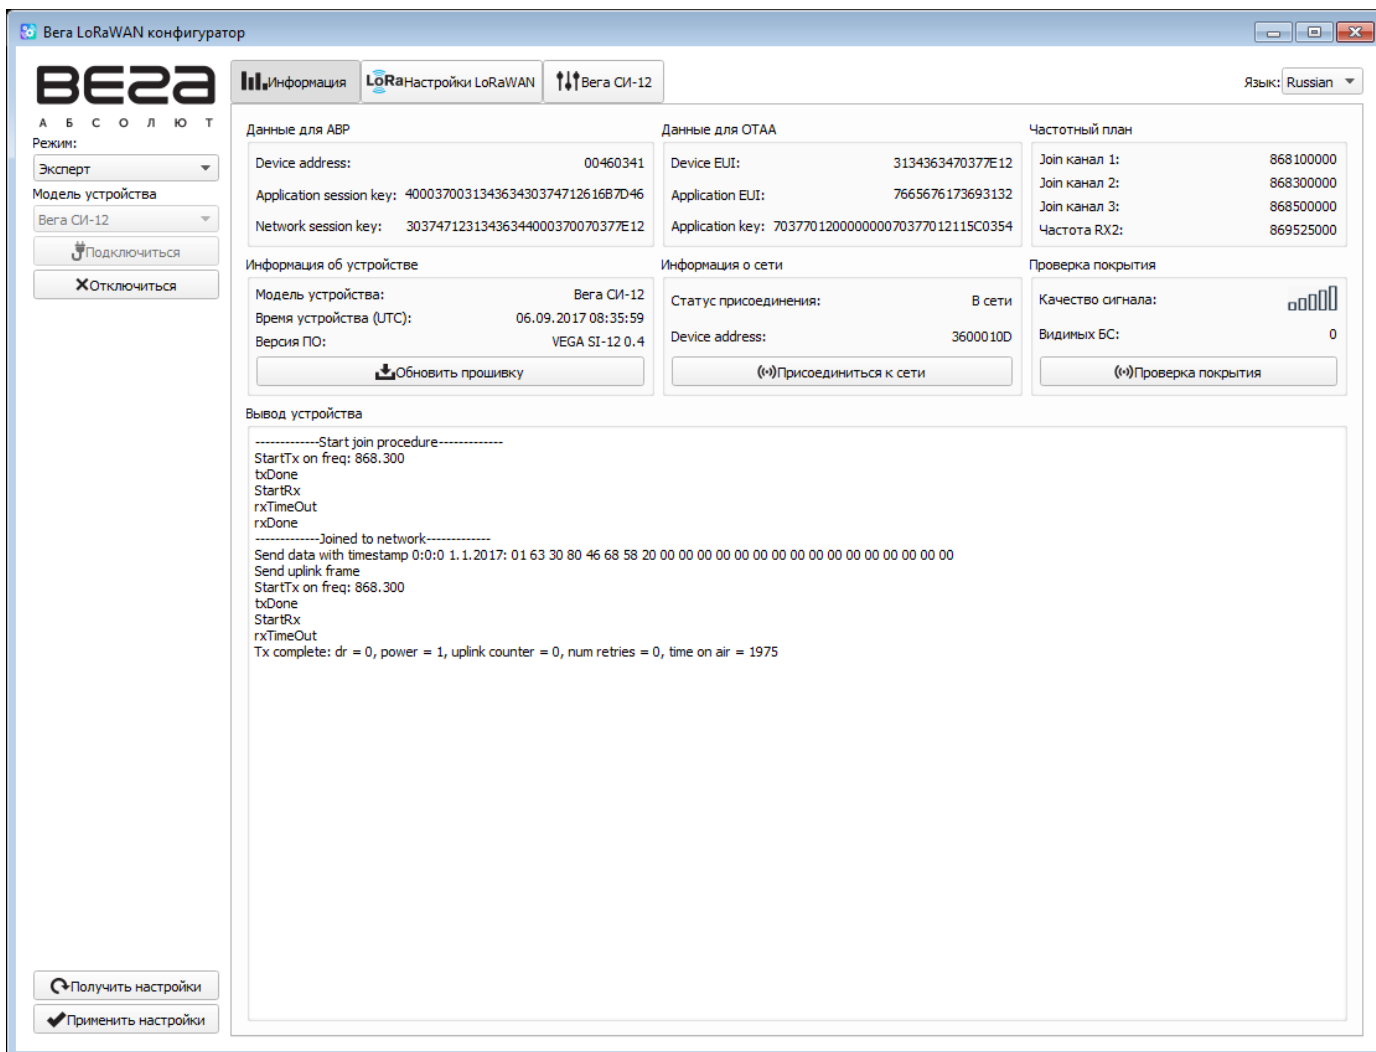 Вега LoRaWAN конфигуратор
ВЕГА
АБСОЛЮТ
Режим:
Эксперт
Модель устройства
Вега СИ-12
Подключиться
Отключиться
Получить настройки
Применить настройки
Информация
LoRa Настройки LoRaWAN
Вега СИ-12
Язык: Russian
Данные для ABP
Device address: 00460341
Application session key: 40003700313436343037471 2616B7D46
Network session key: 30374712313436344000370070377E12
Данные для OTAA
Device EUI: 3134363470377E12
Application EUI: 7665676173693132
Application key: 70377012000000007037701 2115C0354
Частотный план
Join канал 1: 868100000
Join канал 2: 868300000
Join канал 3: 868500000
Частота RX2: 869525000
Информация об устройстве
Модель устройства: Вега СИ-12
Время устройства (UTC): 06.09.2017 08:35:59
Версия ПО: VEGA SI-12 0.4
Обновить прошивку
Информация о сети
Статус присоединения: В сети
Device address: 3600010D
Присоединиться к сети
Проверка покрытия
Качество сигнала:
Видимых БС: 0
Проверка покрытия
Вывод устройства
-------------Start join procedure-------------
StartTx on freq: 868.300
txDone
StartRx
rxTimeOut
rxDone
-------------Joined to network-------------
Send data with timestamp 0:0:0 1.1.2017: 01 63 30 80 46 68 58 20 00 00 00 00 00 00 00 00 00 00 00 00 00 00 00 00
Send uplink frame
StartTx on freq: 868.300
txDone
StartRx
rxTimeOut
Tx complete: dr = 0, power = 1, uplink counter = 0, num retries = 0, time on air = 1975